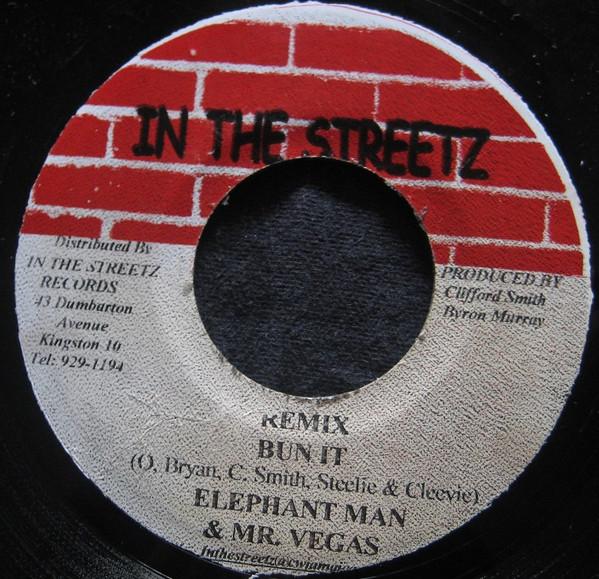 IN THE STREETZ
Distributed By
IN THE STREETZ
RECORDS
43 Dumbarton
Avenue
Kingston 10
Tel: 929-1194
PRODUCED BY
Clifford Smith
Byron Murray
REMIX
BUN IT
(O, Bryan, C. Smith, Steelie & Cleevie)
ELEPHANT MAN
& MR. VEGAS